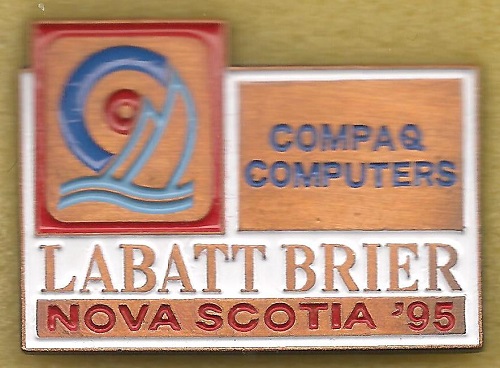 COMPAQ
COMPUTERS
LABATT BRIER
NOVA SCOTIA '95